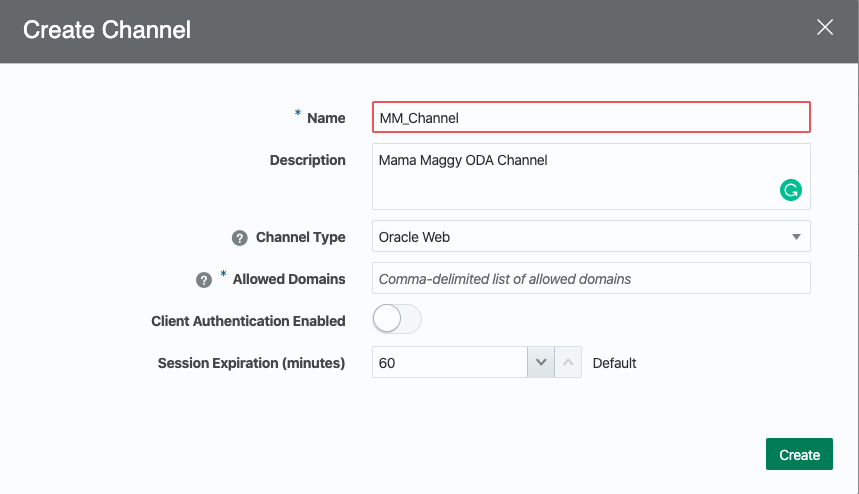 Create Channel
* Name
MM_Channel
Description
Mama Maggy ODA Channel
? Channel Type
Oracle Web
? * Allowed Domains
Comma-delimited list of allowed domains
Client Authentication Enabled
Session Expiration (minutes)
60
Default
Create